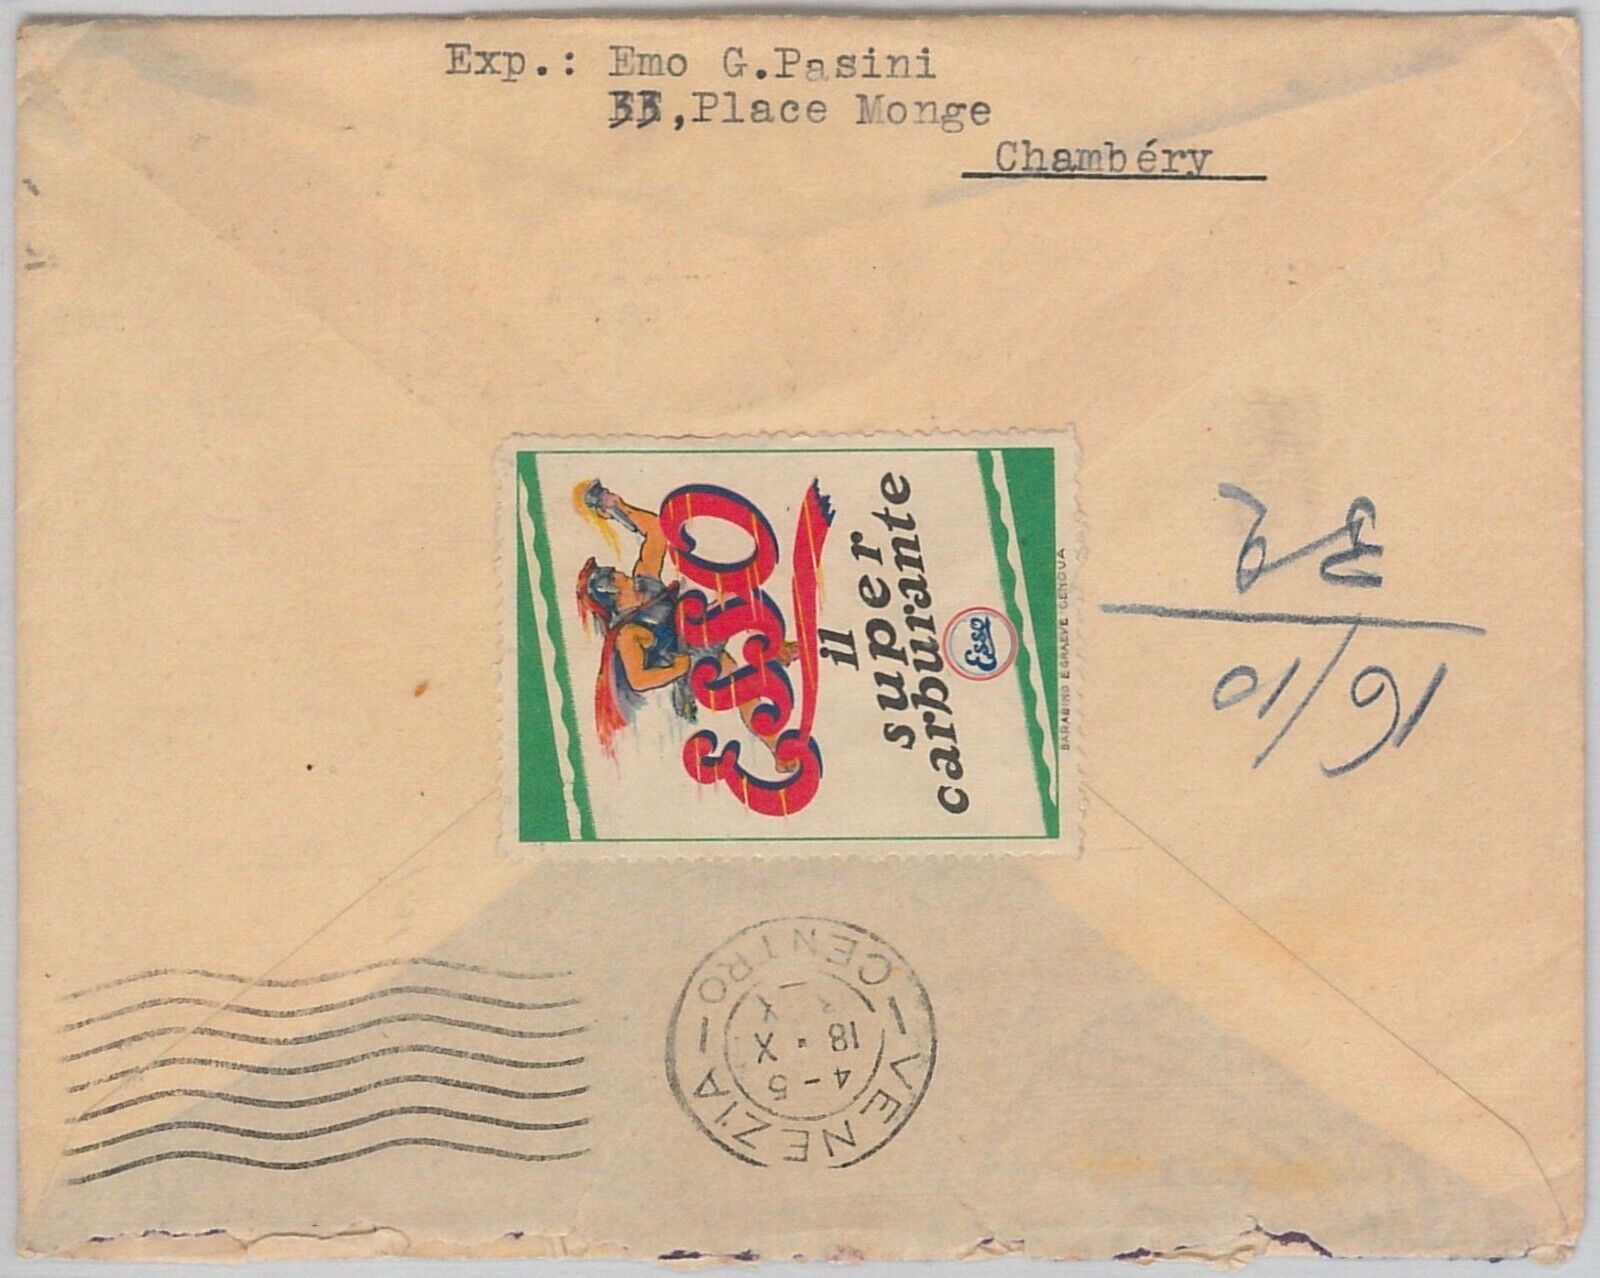 Exp.: Emo G.Pasini
33,Place Monge
Chambéry
ESSO
il
super
carburante
Esso
BARABINO E GRAEVE GENOVA
16/10
VENEZIA
CENTRO
4-5
18 · X